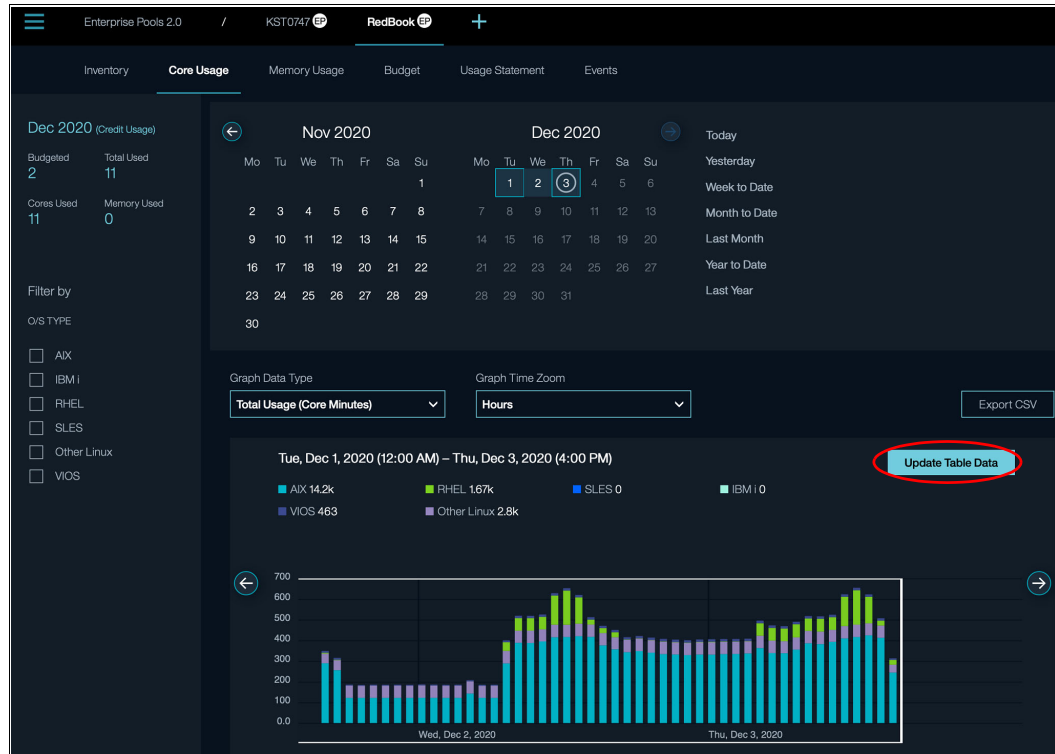 Enterprise Pools 2.0 / KST0747 EP RedBook EP +
Inventory Core Usage Memory Usage Budget Usage Statement Events
Dec 2020 (Credit Usage)
Budgeted Total Used
2 11
Cores Used Memory Used
11 0
Filter by
O/S TYPE
AIX
IBM i
RHEL
SLES
Other Linux
VIOS
Nov 2020
Mo Tu We Th Fr Sa Su
1
2 3 4 5 6 7 8
9 10 11 12 13 14 15
16 17 18 19 20 21 22
23 24 25 26 27 28 29
30
Dec 2020
Mo Tu We Th Fr Sa Su
1 2 3 4 5 6
7 8 9 10 11 12 13
14 15 16 17 18 19 20
21 22 23 24 25 26 27
28 29 30 31
Today
Yesterday
Week to Date
Month to Date
Last Month
Year to Date
Last Year
Graph Data Type
Total Usage (Core Minutes)
Graph Time Zoom
Hours
Export CSV
Tue, Dec 1, 2020 (12:00 AM) – Thu, Dec 3, 2020 (4:00 PM)
Update Table Data
AIX 14.2k RHEL 1.67k SLES 0 IBM i 0
VIOS 463 Other Linux 2.8k
700
600
500
400
300
200
100
0.0
Wed, Dec 2, 2020 Thu, Dec 3, 2020